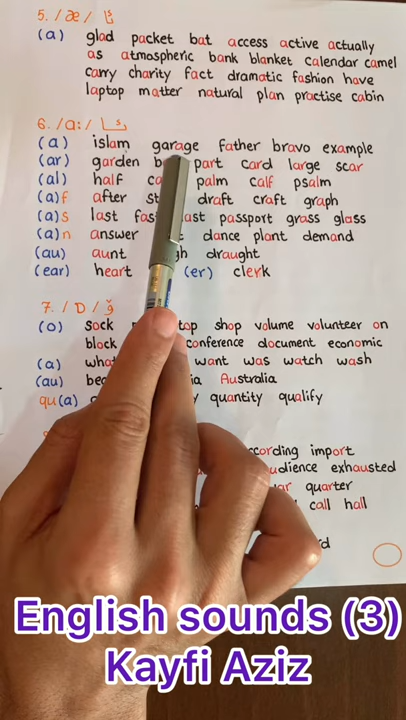 5. /æ/
(a) glad packet bat access active actually
as atmospheric bank blanket calendar camel
carry charity fact dramatic fashion have
laptop matter natural plan practise cabin
6. /ɑ:/
(a) islam garage father bravo example
(ar) garden part card large scar
(al) half palm calf psalm
(a)f after draft craft graph
(a)s last last passport grass glass
(a)n answer dance plant demand
(au) aunt draught
(ear) heart (er) clerk
7. /ɒ/
(o) sock shop volume volunteer on
block conference document economic
(a) want was watch wash
(au) Australia
qu(a) quantity qualify
import
exhausted
quarter
call hall
English sounds (3)
Kayfi Aziz